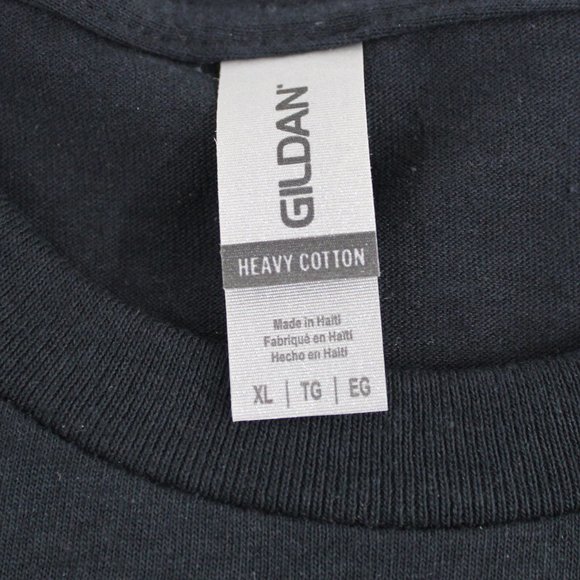 GILDAN
HEAVY COTTON
Made in Haiti
Fabriqué en Haïti
Hecho en Haití
XL | TG | EG